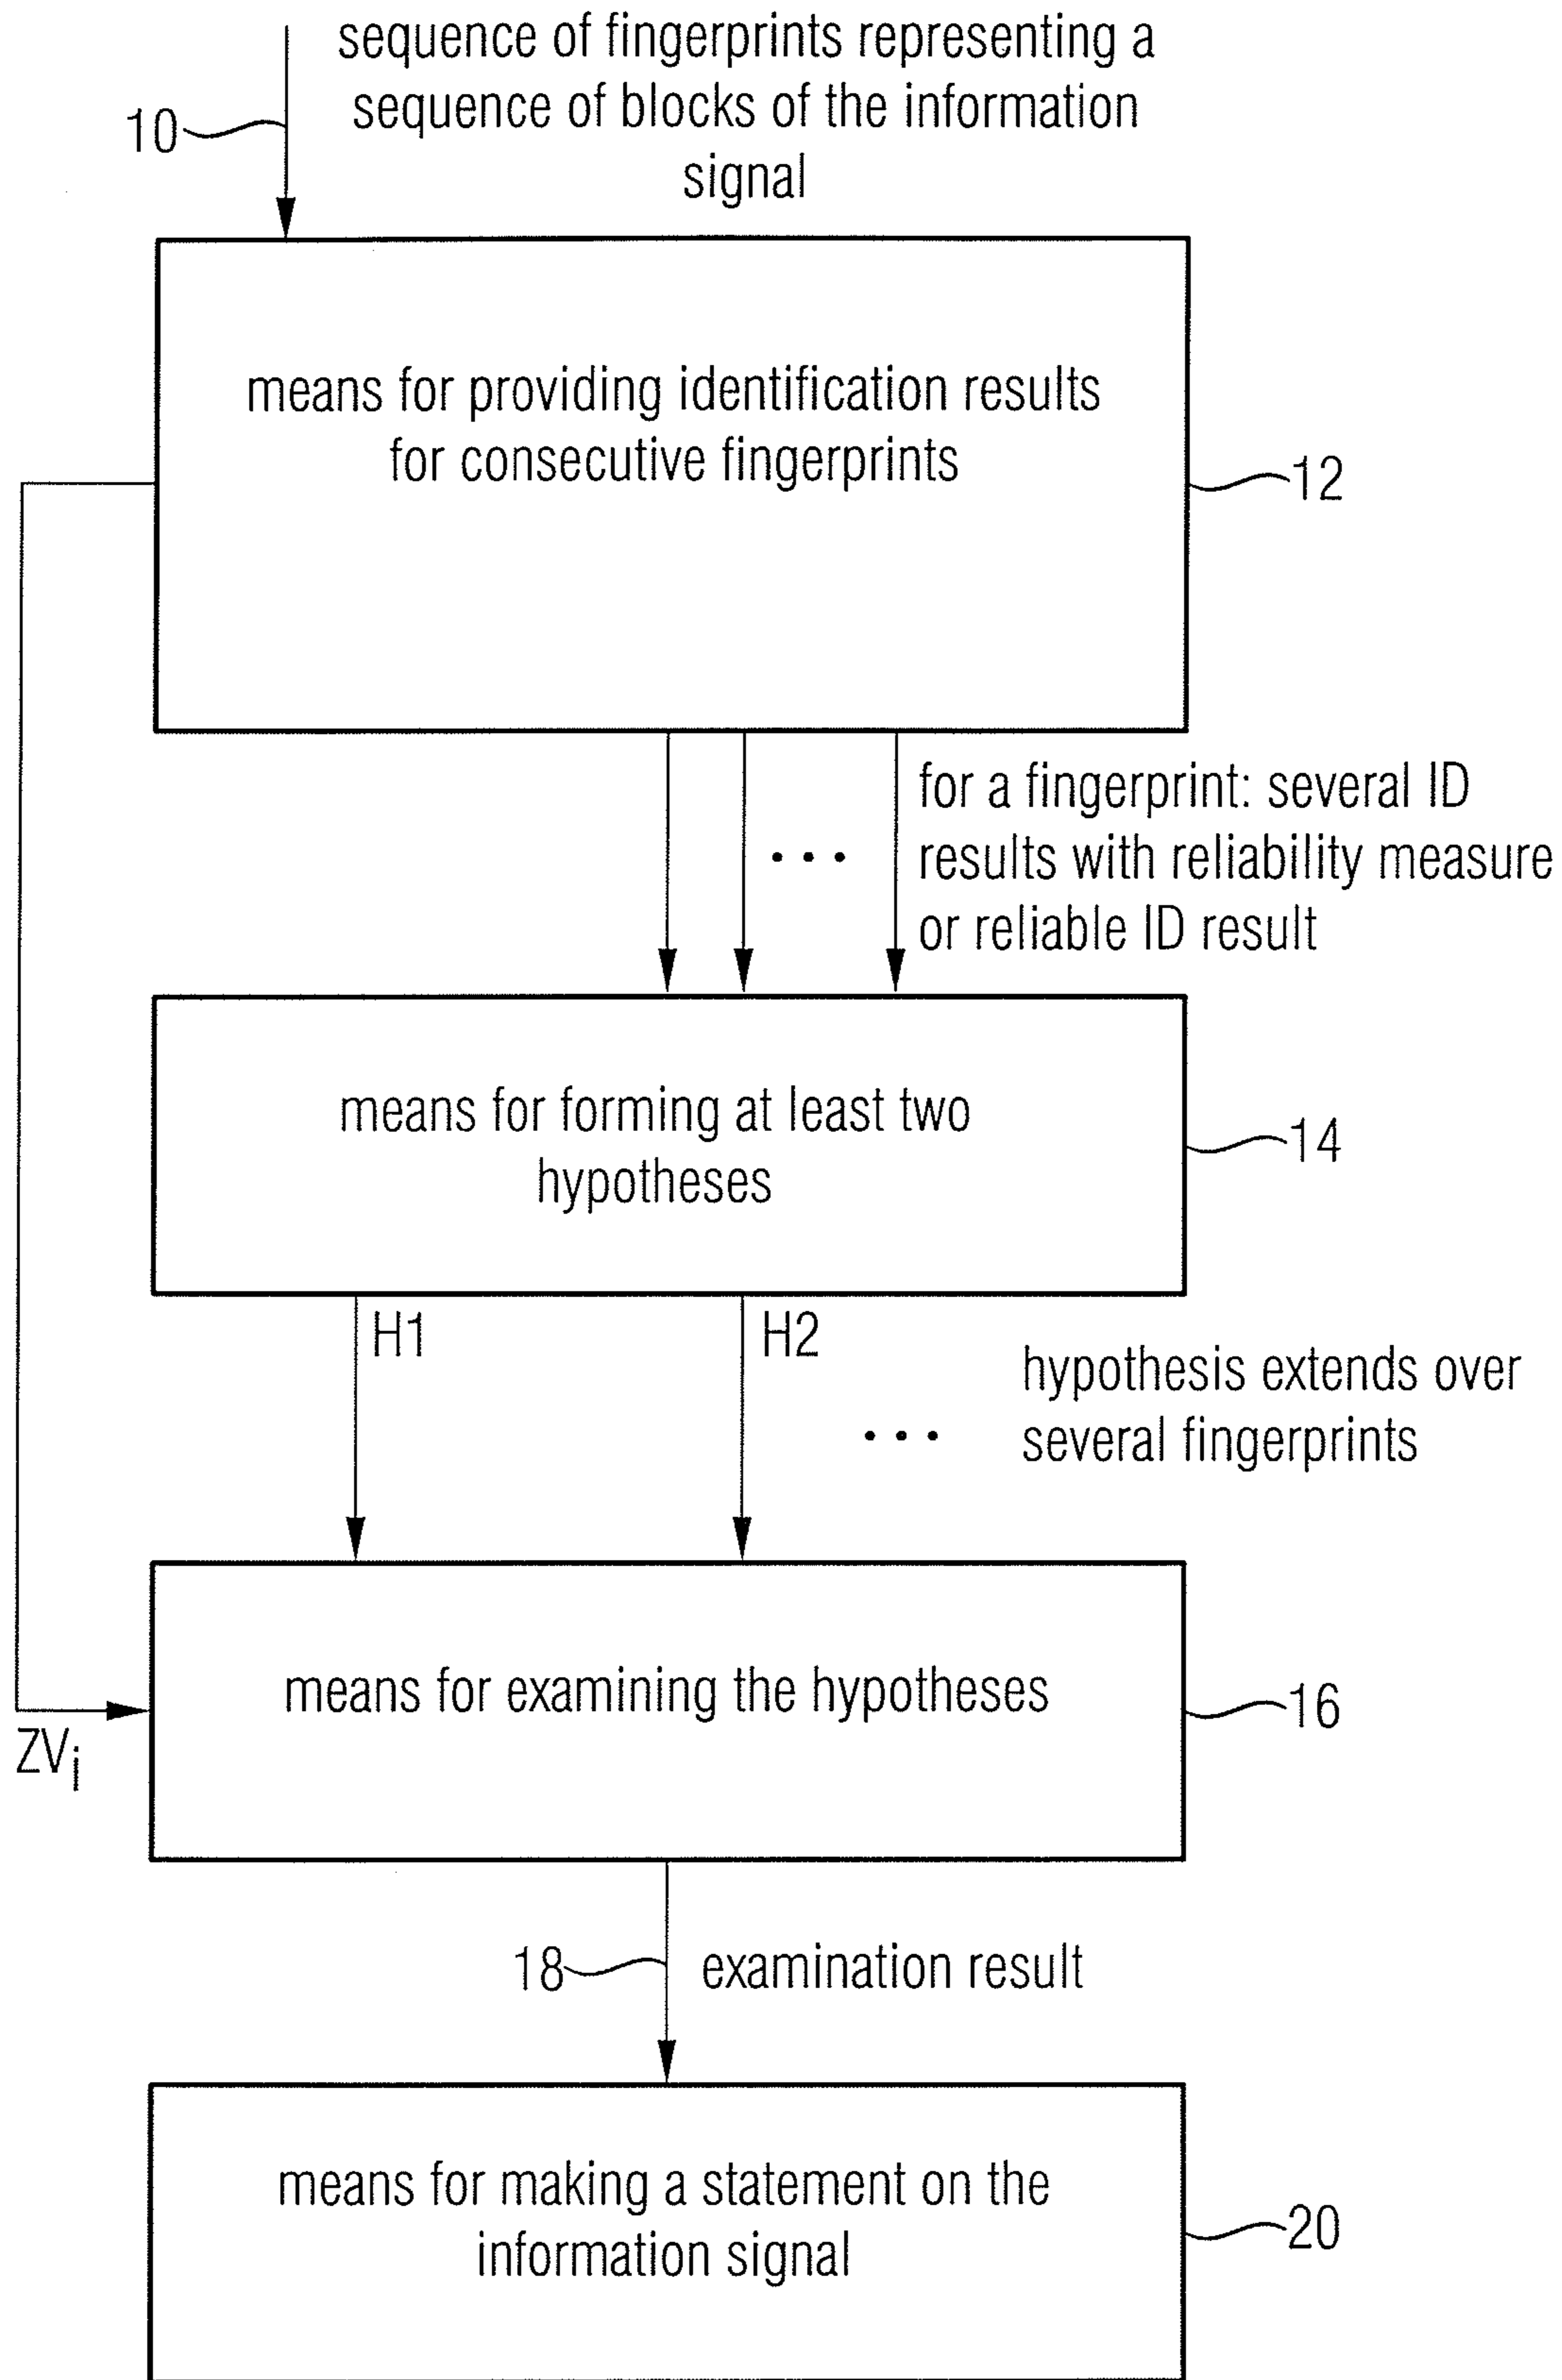 sequence of fingerprints representing a
sequence of blocks of the information
signal
10
means for providing identification results
for consecutive fingerprints
12
for a fingerprint: several ID
results with reliability measure
or reliable ID result
...
means for forming at least two
hypotheses
14
H1
H2
hypothesis extends over
several fingerprints
...
means for examining the hypotheses
16
ZVi
18
examination result
means for making a statement on the
information signal
20